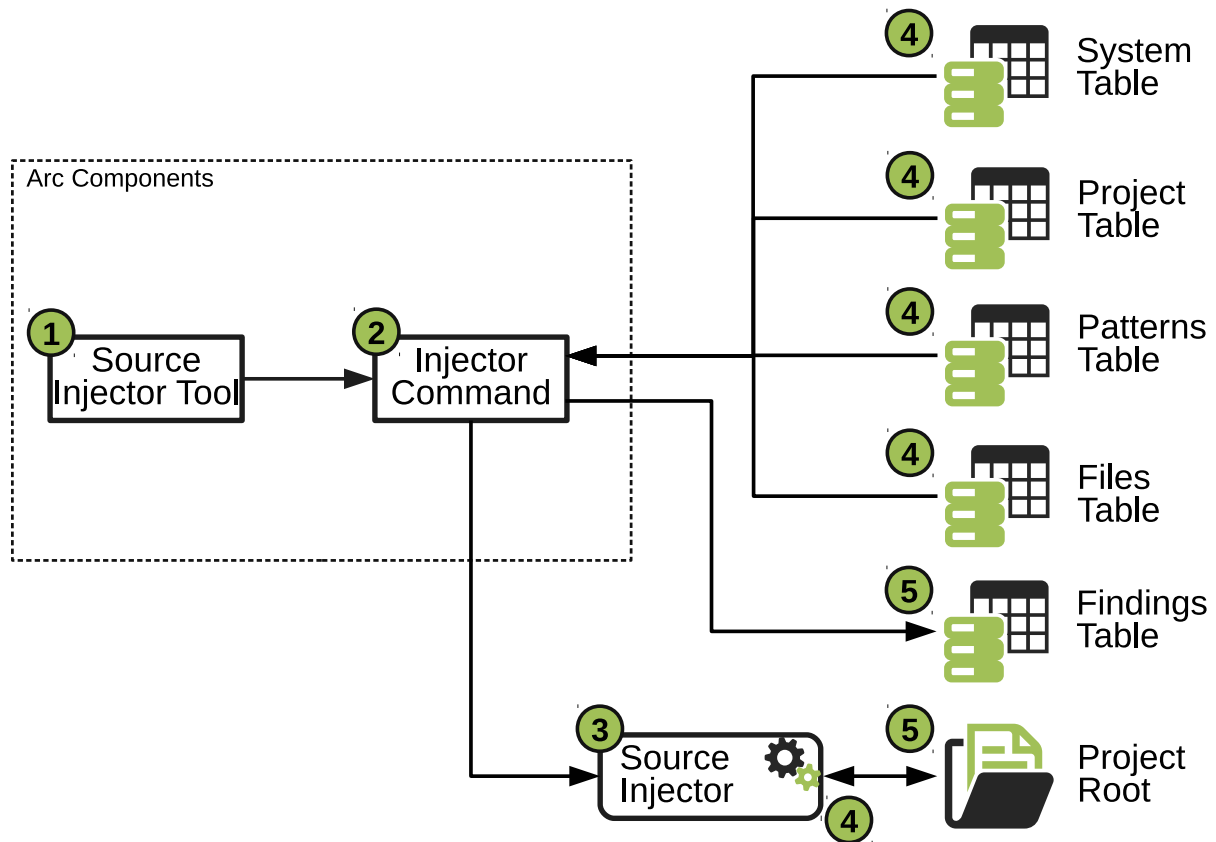 4
System
Table
Arc Components
4
Project
Table
1
Source
Injector Tool
2
Injector
Command
4
Patterns
Table
4
Files
Table
5
Findings
Table
3
Source
Injector
4
5
Project
Root